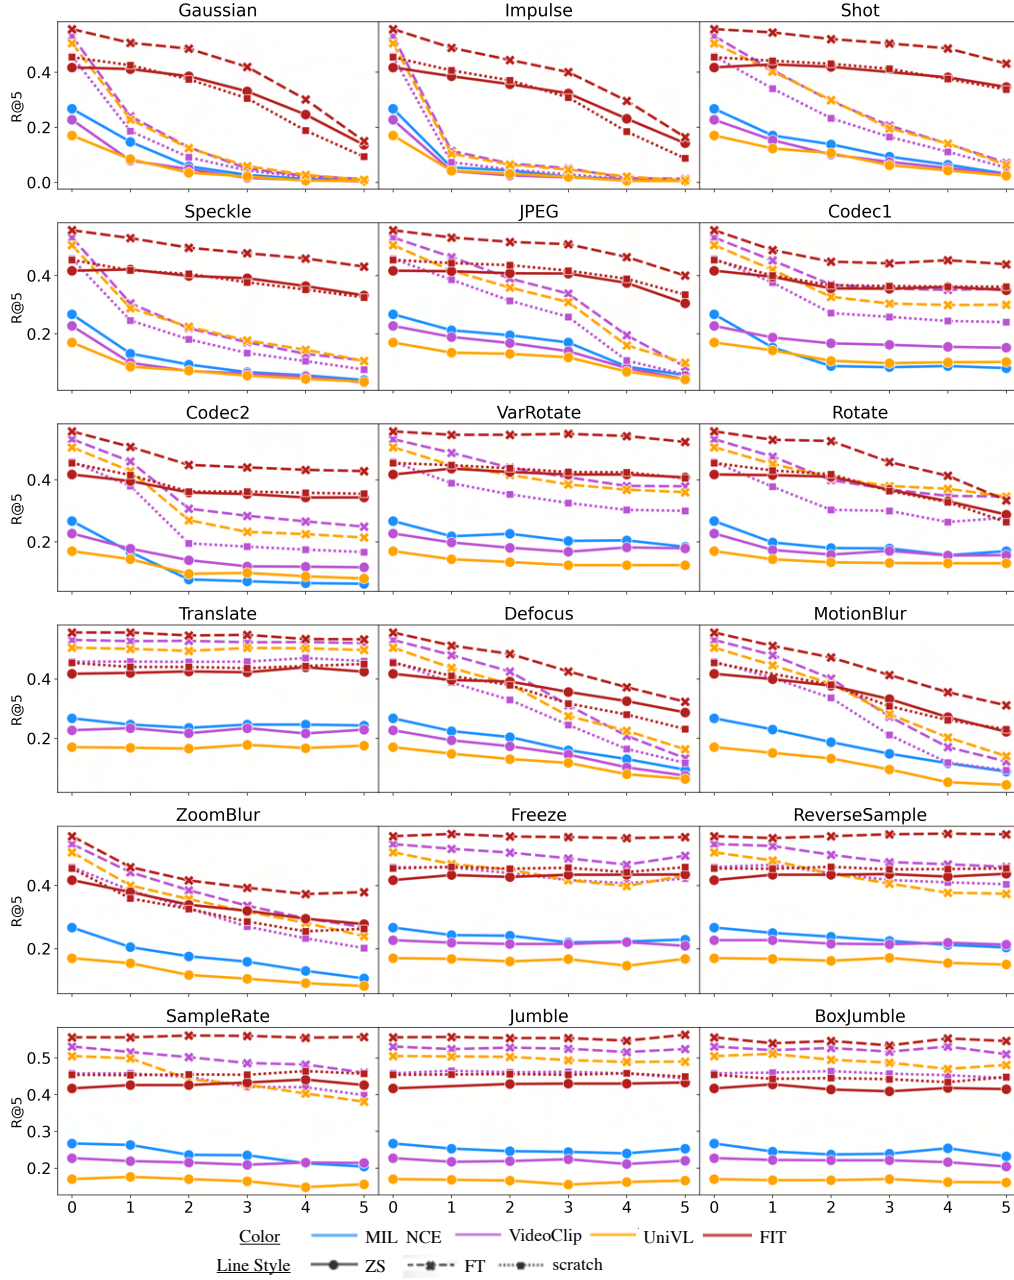 Gaussian Impulse Shot
R@5
0.4
0.2
0.0
Speckle JPEG Codec1
R@5
0.4
0.2
Codec2 VarRotate Rotate
R@5
0.4
0.2
Translate Defocus MotionBlur
R@5
0.4
0.2
ZoomBlur Freeze ReverseSample
R@5
0.4
0.2
SampleRate Jumble BoxJumble
R@5
0.5
0.4
0.3
0.2
0 1 2 3 4 5 0 1 2 3 4 5 0 1 2 3 4 5
Color MIL NCE VideoClip UniVL FIT
Line Style ZS FT scratch